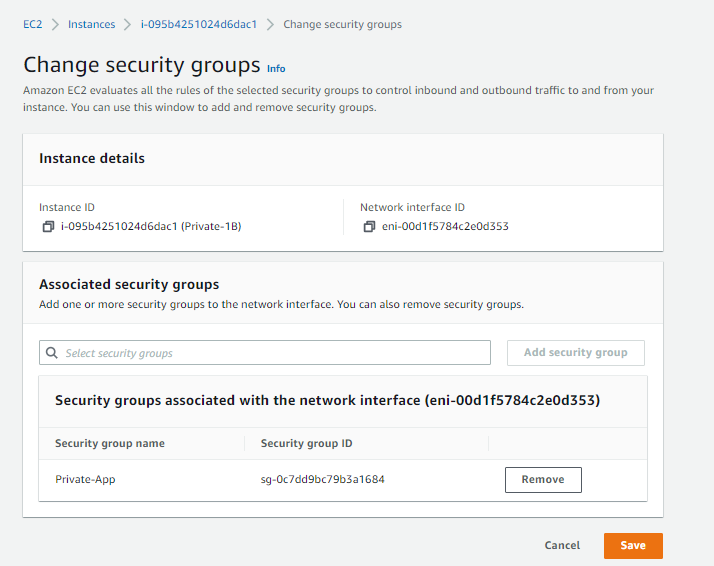 EC2 > Instances > i-095b4251024d6dac1 > Change security groups
Change security groups Info
Amazon EC2 evaluates all the rules of the selected security groups to control inbound and outbound traffic to and from your
instance. You can use this window to add and remove security groups.
Instance details
Instance ID
i-095b4251024d6dac1 (Private-1B)
Network interface ID
eni-00d1f5784c2e0d353
Associated security groups
Add one or more security groups to the network interface. You can also remove security groups.
Select security groups
Add security group
Security groups associated with the network interface (eni-00d1f5784c2e0d353)
Security group name Security group ID
Private-App sg-0c7dd9bc79b3a1684 Remove
Cancel Save